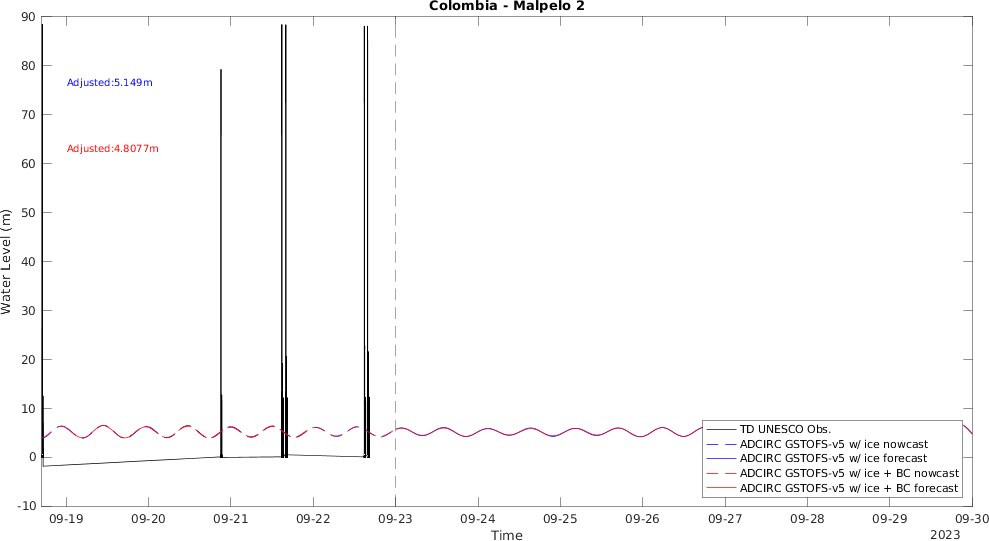 Colombia - Malpelo 2
Water Level (m)
90
80
70
60
50
40
30
20
10
0
-10
Adjusted:5.149m
Adjusted:4.8077m
TD UNESCO Obs.
ADCIRC GSTOFS-v5 w/ ice nowcast
ADCIRC GSTOFS-v5 w/ ice forecast
ADCIRC GSTOFS-v5 w/ ice + BC nowcast
ADCIRC GSTOFS-v5 w/ ice + BC forecast
09-19 09-20 09-21 09-22 09-23 09-24 09-25 09-26 09-27 09-28 09-29 09-30
Time
2023